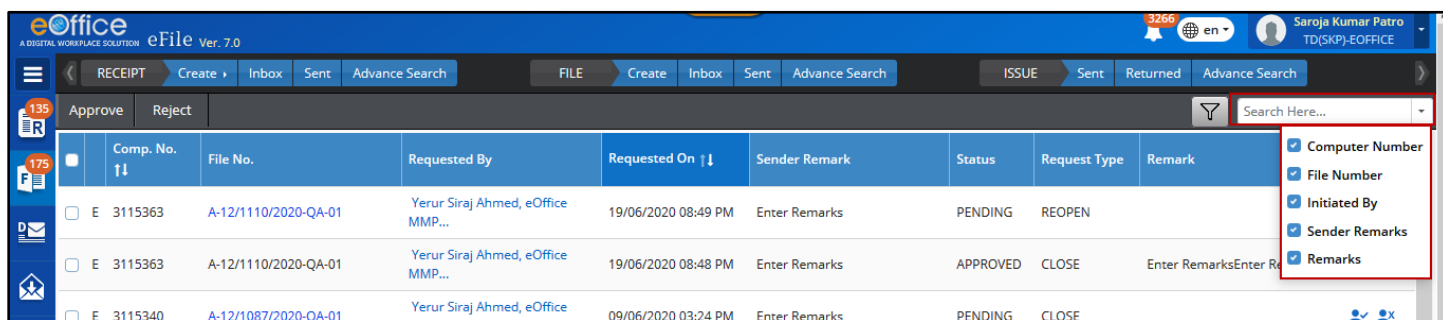 eOffice
A DIGITAL WORKPLACE SOLUTION eFile Ver. 7.0
3266
en
Saroja Kumar Patro
TD(SKP)-EOFFICE
RECEIPT Create Inbox Sent Advance Search FILE Create Inbox Sent Advance Search ISSUE Sent Returned Advance Search
135
R
Approve Reject
Search Here...
175
F
D
Comp. No. File No. Requested By Requested On Sender Remark Status Request Type Remark
Computer Number
File Number
Initiated By
Sender Remarks
Remarks
E 3115363 A-12/1110/2020-QA-01 Yerur Siraj Ahmed, eOffice 19/06/2020 08:49 PM Enter Remarks PENDING REOPEN
MMP...
E 3115363 A-12/1110/2020-QA-01 Yerur Siraj Ahmed, eOffice 19/06/2020 08:48 PM Enter Remarks APPROVED CLOSE Enter RemarksEnter Re
MMP...
E 3115340 A-12/1087/2020-QA-01 Yerur Siraj Ahmed, eOffice 09/06/2020 03:24 PM Enter Remarks PENDING CLOSE